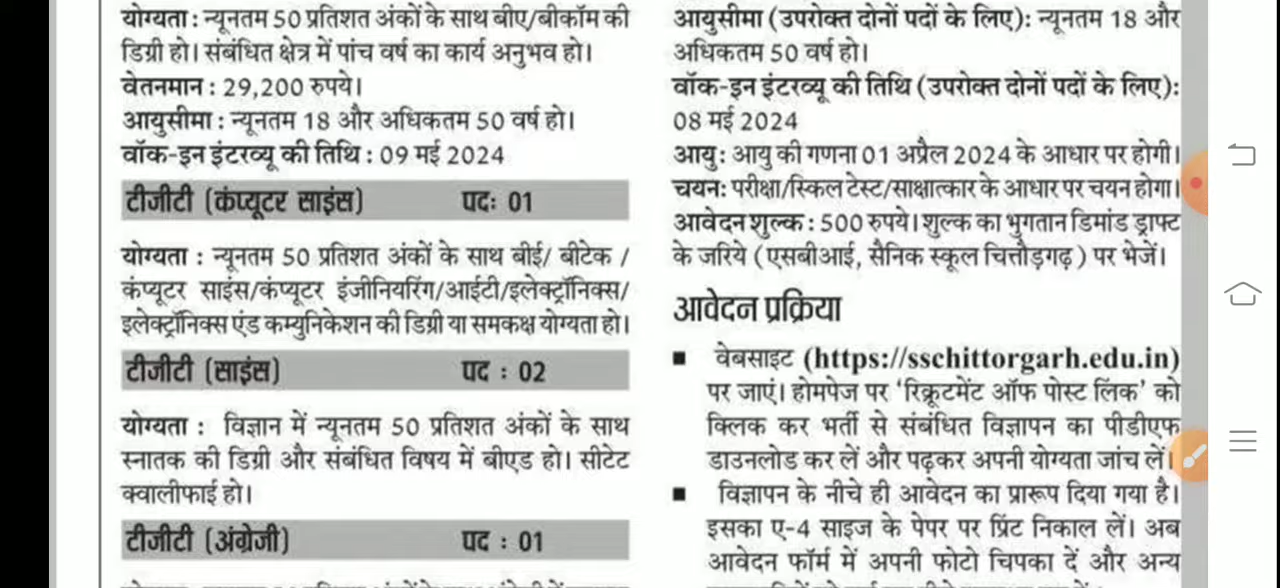 योग्यता : न्यूनतम 50 प्रतिशत अंकों के साथ बीए/बीकॉम की
डिग्री हो। संबंधित क्षेत्र में पांच वर्ष का कार्य अनुभव हो।
वेतनमान : 29,200 रुपये।
आयुसीमा : न्यूनतम 18 और अधिकतम 50 वर्ष हो।
वॉक-इन इंटरव्यू की तिथि : 09 मई 2024
टीजीटी (कंप्यूटर साइंस) पदः 01
योग्यता : न्यूनतम 50 प्रतिशत अंकों के साथ बीई/ बीटेक /
कंप्यूटर साइंस/कंप्यूटर इंजीनियरिंग/आईटी/इलेक्ट्रॉनिक्स/
इलेक्ट्रॉनिक्स एंड कम्युनिकेशन की डिग्री या समकक्ष योग्यता हो।
टीजीटी (साइंस) पद : 02
योग्यता : विज्ञान में न्यूनतम 50 प्रतिशत अंकों के साथ
स्नातक की डिग्री और संबंधित विषय में बीएड हो। सीटेट
क्वालीफाई हो।
टीजीटी (अंग्रेजी) पद : 01
आयुसीमा (उपरोक्त दोनों पदों के लिए): न्यूनतम 18 और
अधिकतम 50 वर्ष हो।
वॉक-इन इंटरव्यू की तिथि (उपरोक्त दोनों पदों के लिए):
08 मई 2024
आयु: आयु की गणना 01 अप्रैल 2024 के आधार पर होगी।
चयन: परीक्षा/स्किल टेस्ट/साक्षात्कार के आधार पर चयन होगा।
आवेदन शुल्क : 500 रुपये। शुल्क का भुगतान डिमांड ड्राफ्ट
के जरिये (एसबीआई, सैनिक स्कूल चित्तौड़गढ़ ) पर भेजें।
आवेदन प्रक्रिया
■ वेबसाइट (https://sschittorgarh.edu.in)
पर जाएं। होमपेज पर ‘रिक्रूटमेंट ऑफ पोस्ट लिंक’ को
क्लिक कर भर्ती से संबंधित विज्ञापन का पीडीएफ
डाउनलोड कर लें और पढ़कर अपनी योग्यता जांच लें।
■ विज्ञापन के नीचे ही आवेदन का प्रारूप दिया गया है।
इसका ए-4 साइज के पेपर पर प्रिंट निकाल लें। अब
आवेदन फॉर्म में अपनी फोटो चिपका दें और अन्य